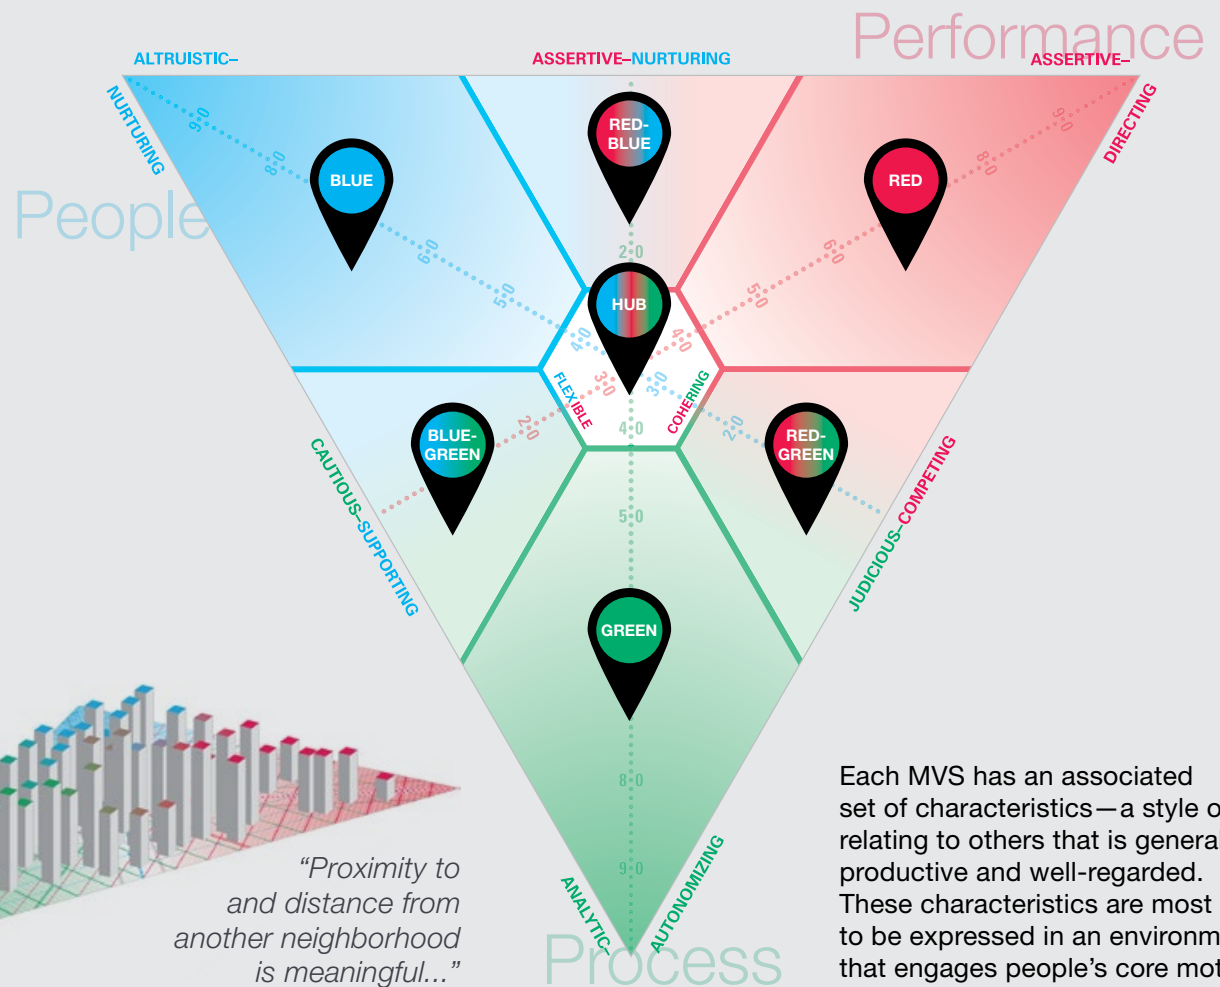 Performance
ALTRUISTIC–
NURTURING
ASSERTIVE–NURTURING
ASSERTIVE–
DIRECTING
People
9•0
8•0
6•0
5•0
4•0
3•0
2•0
9•0
8•0
6•0
5•0
4•0
3•0
2•0
2•0
4•0
5•0
8•0
9•0
BLUE
RED-
BLUE
RED
HUB
FLEXIBLE
COHERING
BLUE-
GREEN
RED-
GREEN
CAUTIOUS–SUPPORTING
JUDICIOUS–COMPETING
GREEN
ANALYTIC–
AUTONOMIZING
Process
"Proximity to
and distance from
another neighborhood
is meaningful..."
Each MVS has an associated
set of characteristics—a style
relating to others that is
productive and well-regarded.
These characteristics are most
to be expressed in an
that engages people's core